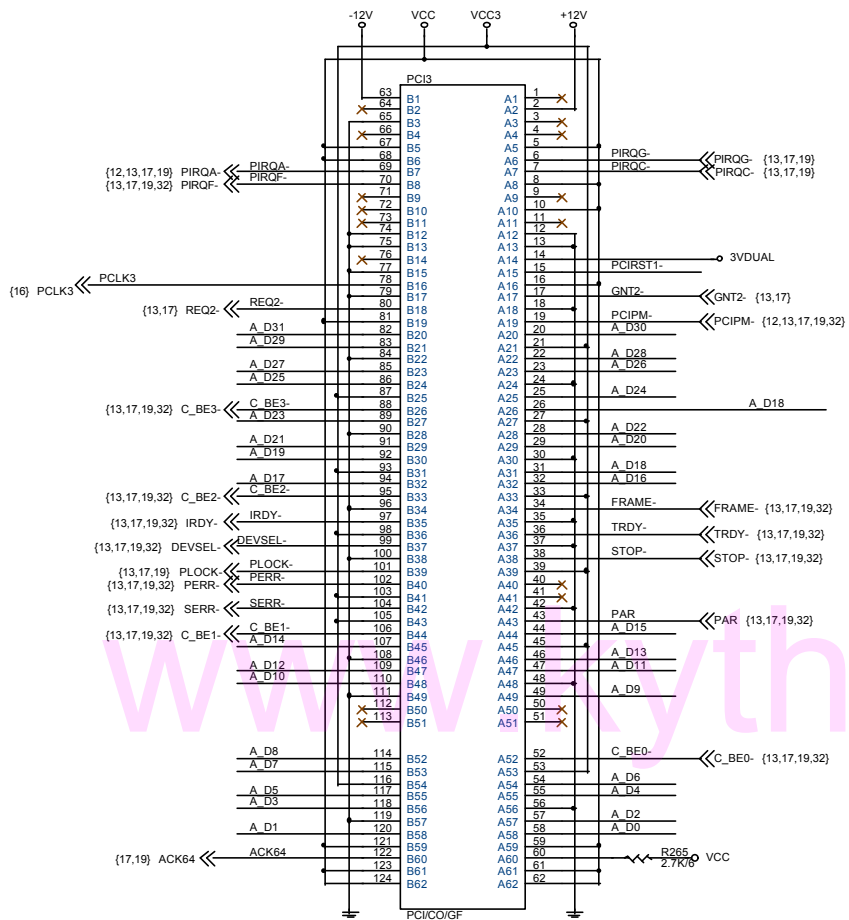 -12V VCC VCC3 +12V
PCI3
63 B1 A1 1
64 B2 A2 2
65 B3 A3 3
66 B4 A4 4
67 B5 A5 5
68 B6 A6 6 PIRQG- PIRQG- {13,17,19}
{12,13,17,19} PIRQA- PIRQA- 69 B7 A7 7 PIRQC- PIRQC- {13,17,19}
{13,17,19,32} PIRQF- PIRQF- 70 B8 A8 8
71 B9 A9 9
72 B10 A10 10
73 B11 A11 11
74 B12 A12 12
75 B13 A13 13
76 B14 A14 14 3VDUAL
77 B15 A15 15 PCIRST1-
{16} PCLK3 PCLK3 78 B16 A16 16
79 B17 A17 17 GNT2- GNT2- {13,17}
{13,17} REQ2- REQ2- 80 B18 A18 18
81 B19 A19 19 PCIPM- PCIPM- {12,13,17,19,32}
A_D31 82 B20 A20 20 A_D30
A_D29 83 B21 A21 21
84 B22 A22 22 A_D28
A_D27 85 B23 A23 23 A_D26
A_D25 86 B24 A24 24
87 B25 A25 25 A_D24
{13,17,19,32} C_BE3- C_BE3- 88 B26 A26 26 A_D18
A_D23 89 B27 A27 27
90 B28 A28 28 A_D22
A_D21 91 B29 A29 29 A_D20
A_D19 92 B30 A30 30
93 B31 A31 31 A_D18
A_D17 94 B32 A32 32 A_D16
{13,17,19,32} C_BE2- C_BE2- 95 B33 A33 33
96 B34 A34 34 FRAME- FRAME- {13,17,19,32}
{13,17,19,32} IRDY- IRDY- 97 B35 A35 35
98 B36 A36 36 TRDY- TRDY- {13,17,19,32}
{13,17,19,32} DEVSEL- DEVSEL- 99 B37 A37 37
100 B38 A38 38 STOP- STOP- {13,17,19,32}
{13,17,19} PLOCK- PLOCK- 101 B39 A39 39
{13,17,19,32} PERR- PERR- 102 B40 A40 40
103 B41 A41 41
{13,17,19,32} SERR- SERR- 104 B42 A42 42
105 B43 A43 43 PAR PAR {13,17,19,32}
{13,17,19,32} C_BE1- C_BE1- 106 B44 A44 44 A_D15
A_D14 107 B45 A45 45
108 B46 A46 46 A_D13
A_D12 109 B47 A47 47 A_D11
A_D10 110 B48 A48 48
111 B49 A49 49 A_D9
112 B50 A50 50
113 B51 A51 51
www.kyth
A_D8 114 B52 A52 52 C_BE0- C_BE0- {13,17,19,32}
A_D7 115 B53 A53 53
116 B54 A54 54 A_D6
A_D5 117 B55 A55 55 A_D4
A_D3 118 B56 A56 56
119 B57 A57 57 A_D2
A_D1 120 B58 A58 58 A_D0
121 B59 A59 59
{17,19} ACK64 ACK64 122 B60 A60 60 R265 VCC
2.7K/6
123 B61 A61 61
124 B62 A62 62
PCI/CO/GF